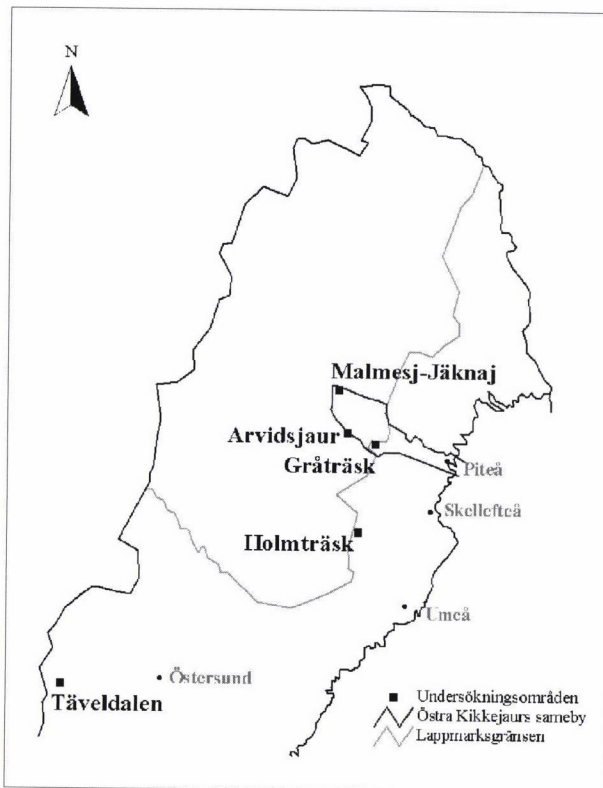 N
Malmesj-Jäknaj
Arvidsjaur
Gråträsk
Piteå
Skellefteå
Holmträsk
Umeå
Östersund
Täveldalen
Undersökningsområden
Östra Kikkejaurs sameby
Lappmarksgränsen